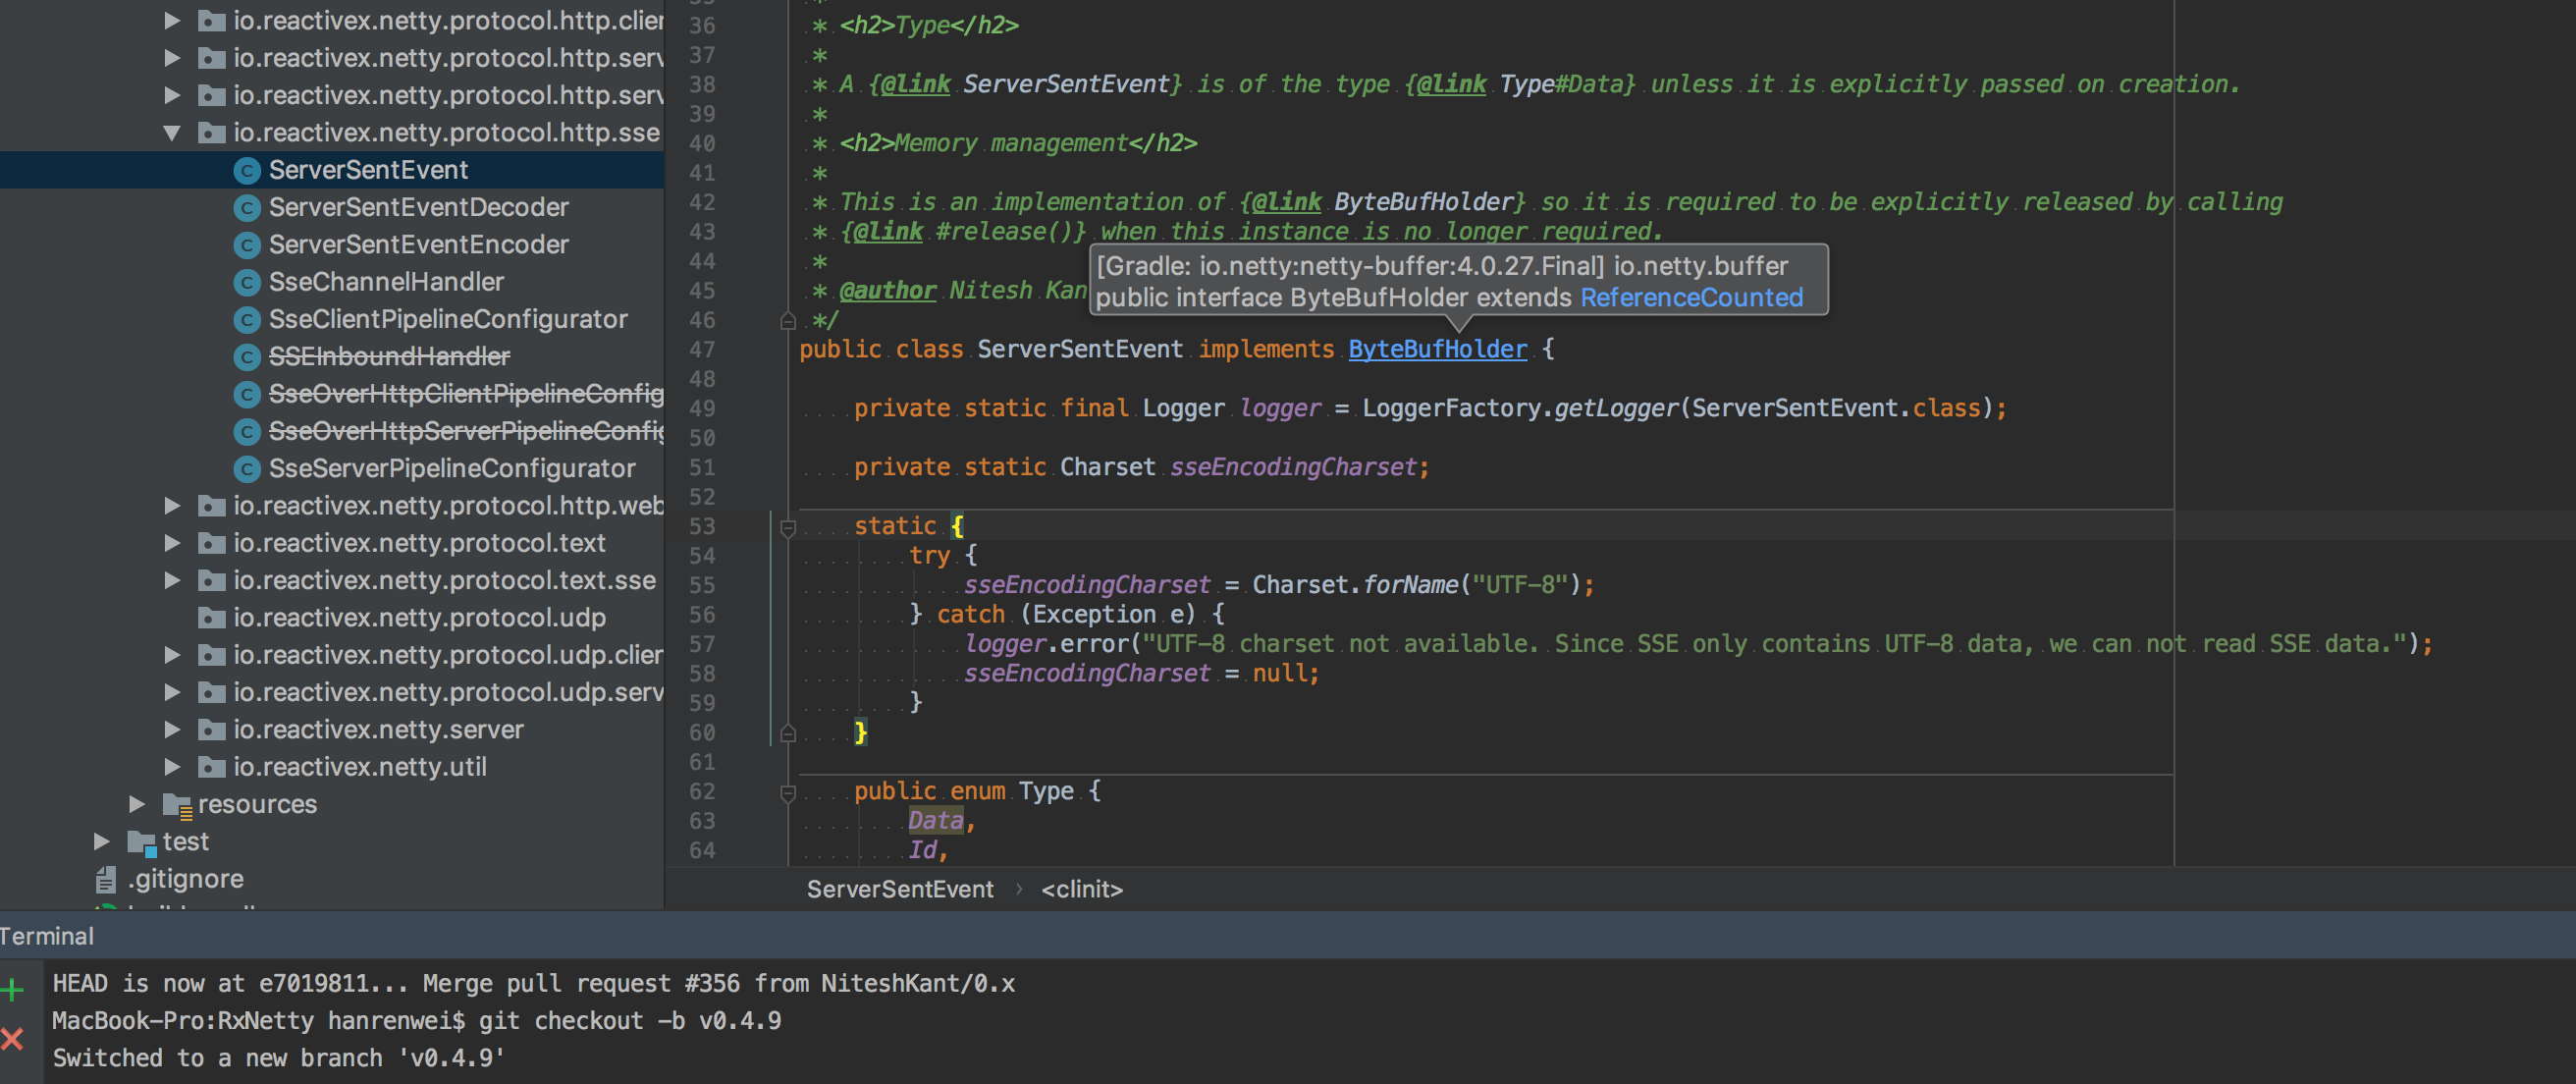 io.reactivex.netty.protocol.http.clien
io.reactivex.netty.protocol.http.serv
io.reactivex.netty.protocol.http.serv
io.reactivex.netty.protocol.http.sse
ServerSentEvent
ServerSentEventDecoder
ServerSentEventEncoder
SseChannelHandler
SseClientPipelineConfigurator
SSEInboundHandler
SseOverHttpClientPipelineConfig
SseOverHttpServerPipelineConfig
SseServerPipelineConfigurator
io.reactivex.netty.protocol.http.web
io.reactivex.netty.protocol.text
io.reactivex.netty.protocol.text.sse
io.reactivex.netty.protocol.udp
io.reactivex.netty.protocol.udp.clien
io.reactivex.netty.protocol.udp.serv
io.reactivex.netty.server
io.reactivex.netty.util
resources
test
.gitignore
36 * <h2>Type</h2>
37 *
38 * A {@link ServerSentEvent} is of the type {@link Type#Data} unless it is explicitly passed on creation.
39 *
40 * <h2>Memory management</h2>
41 *
42 * This is an implementation of {@link ByteBufHolder} so it is required to be explicitly released by calling
43 * {@link #release()} when this instance is no longer required.
44 *
45 * @author Nitesh Kan
[Gradle: io.netty:netty-buffer:4.0.27.Final] io.netty.buffer
public interface ByteBufHolder extends ReferenceCounted
46 */
47 public class ServerSentEvent implements ByteBufHolder {
48
49 private static final Logger logger = LoggerFactory.getLogger(ServerSentEvent.class);
50
51 private static Charset sseEncodingCharset;
52
53 static {
54 try {
55 sseEncodingCharset = Charset.forName("UTF-8");
56 } catch (Exception e) {
57 logger.error("UTF-8 charset not available. Since SSE only contains UTF-8 data, we can not read SSE data.");
58 sseEncodingCharset = null;
59 }
60 }
61
62 public enum Type {
63 Data,
64 Id,
ServerSentEvent › <clinit>
Terminal
HEAD is now at e7019811... Merge pull request #356 from NiteshKant/0.x
MacBook-Pro:RxNetty hanrenwei$ git checkout -b v0.4.9
Switched to a new branch 'v0.4.9'